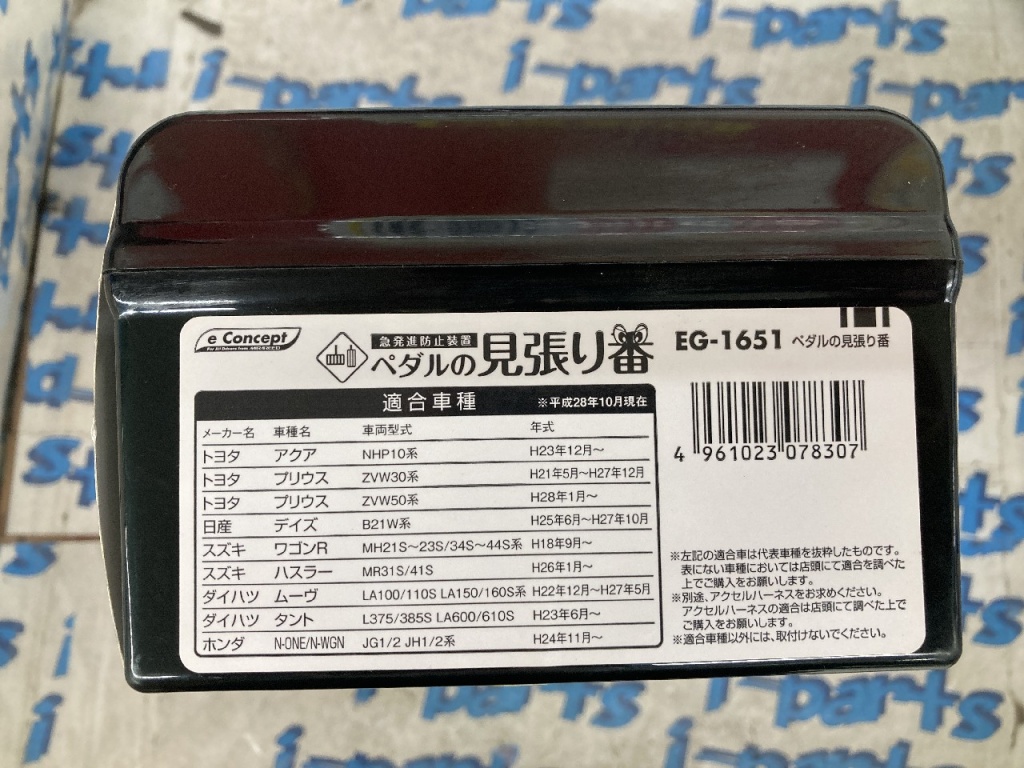 i-parts
i-parts
i-parts
i-parts
e Concept
急発進防止装置
ペダルの見張り番
EG-1651 ペダルの見張り番
適合車種 ※平成28年10月現在
メーカー名 車種名 車両型式 年式
トヨタ アクア NHP10系 H23年12月〜
トヨタ プリウス ZVW30系 H21年5月〜H27年12月
トヨタ プリウス ZVW50系 H28年1月〜
日産 デイズ B21W系 H25年6月〜H27年10月
スズキ ワゴンR MH21S〜23S/34S〜44S系 H18年9月〜
スズキ ハスラー MR31S/41S H26年1月〜
ダイハツ ムーヴ LA100/110S LA150/160S系 H22年12月〜H27年5月
ダイハツ タント L375/385S LA600/610S H23年6月〜
ホンダ N-ONE/N-WGN JG1/2 JH1/2系 H24年11月〜
4 961023 078307
※左記の適合車は代表車種を抜粋したものです。
表にない車種においては店頭にて適合を調べた
上でご購入をお願いします。
※別途、アクセルハーネスをお求めください。
アクセルハーネスの適合は店頭にて調べた上で
ご購入をお願いします。
※適合車種以外には、取付けないでください。
i-parts
i-parts
i-parts